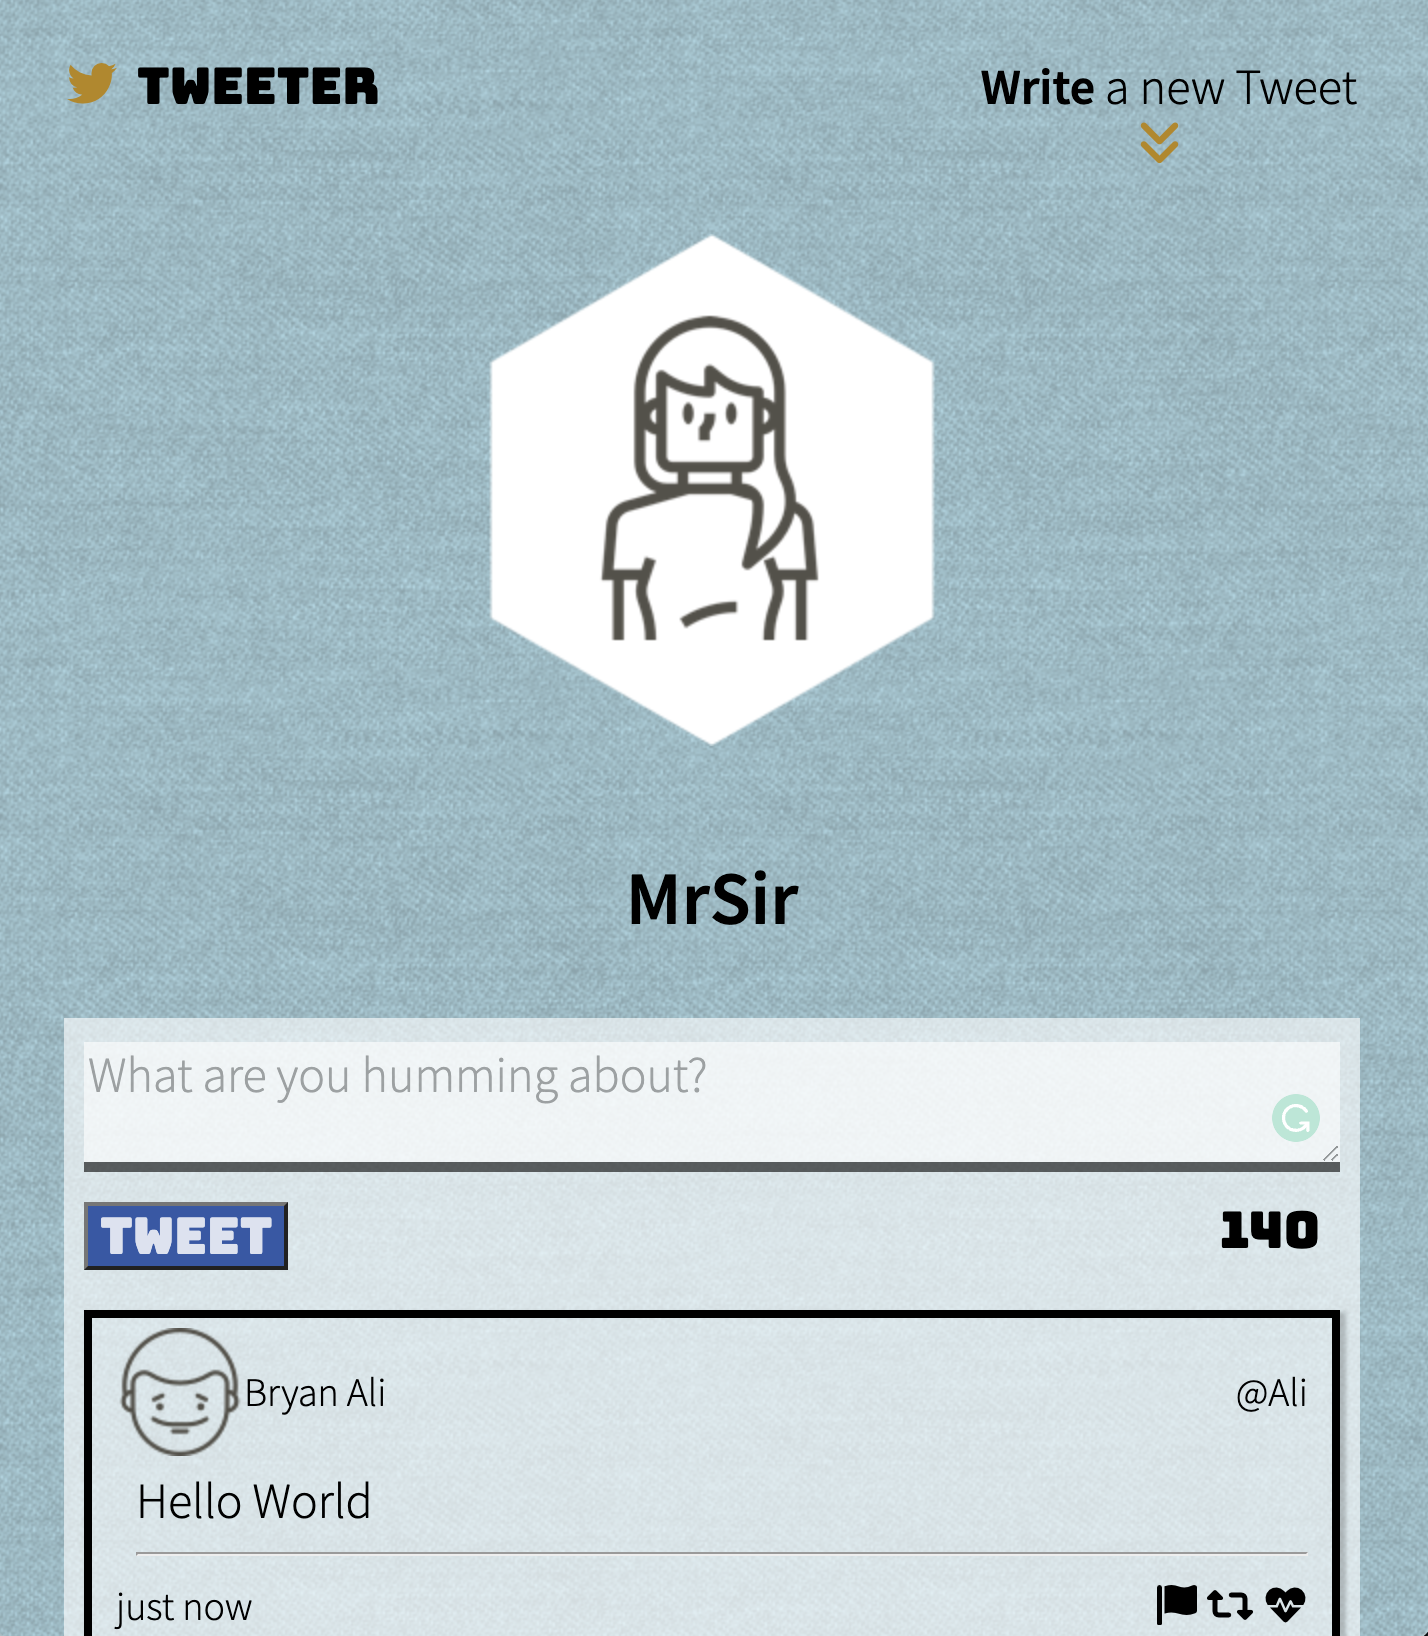 TWEETER
Write a new Tweet
MrSir
What are you humming about?
TWEET
140
Bryan Ali
@Ali
Hello World
just now